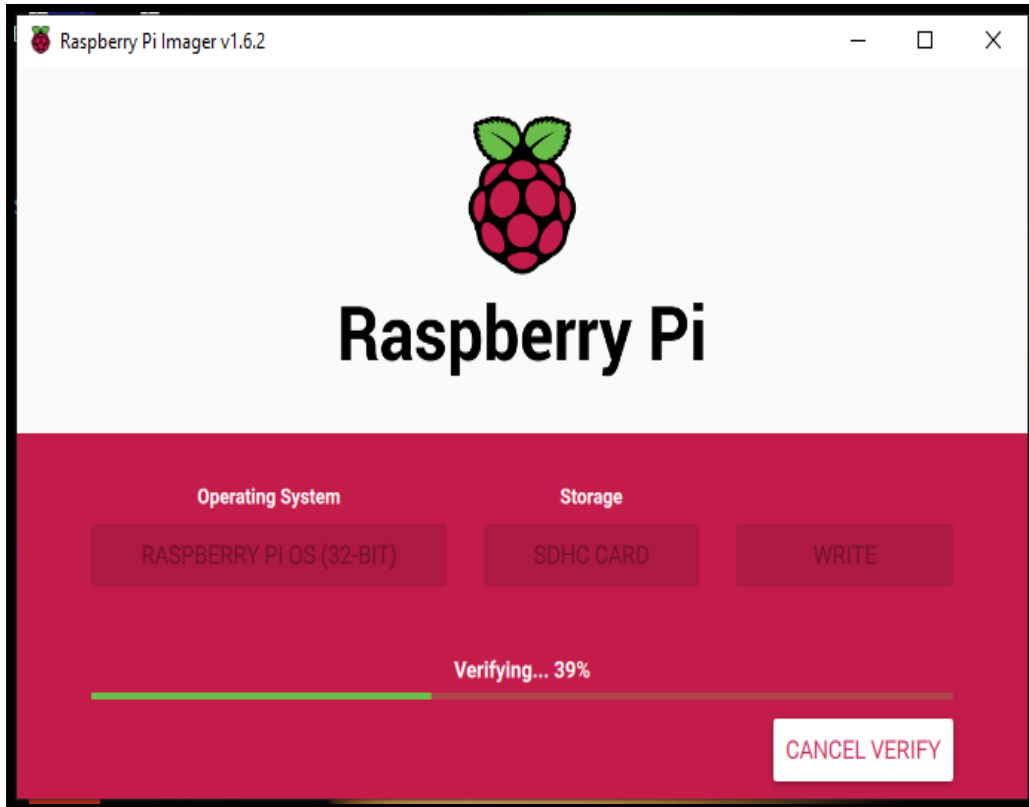 Raspberry Pi Imager v1.6.2
Raspberry Pi
Operating System
Storage
RASPBERRY PI OS (32-BIT)
SDHC CARD
WRITE
Verifying... 39%
CANCEL VERIFY